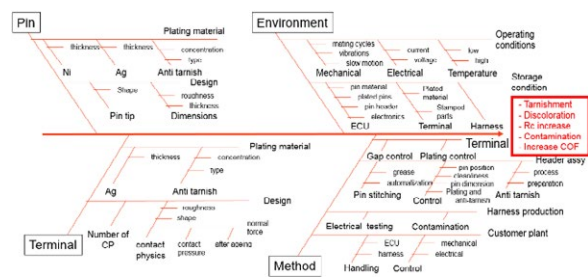 Pin
Plating material
thickness
thickness
concentration
type
Ni
Ag
Anti tarnish
Shape
Design
roughness
thickness
Pin tip
Dimensions
Environment
Operating
conditions
mating cycles
vibrations
slow motion
current
voltage
low
high
Mechanical
Electrical
Temperature
Storage
condition
pin material
plated pins
pin header
electronics
Plated
material
Stamped
parts
ECU
Terminal
Harness
- Tarnishment
- Discoloration
- Rc increase
- Contamination
- Increase COF
Terminal
Plating material
thickness
concentration
type
Ag
Anti tarnish
Design
roughness
shape
normal
force
Number of
CP
contact
physics
contact
pressure
after ageing
Terminal
Gap control
Plating control
Header assy
grease
automatization
pin position
cleanliness
pin dimension
Plating and
anti-tarnish
process
preparation
Pin stitching
Control
Anti tarnish
Harness production
Electrical testing
Contamination
Customer plant
ECU
harness
mechanical
electrical
Handling
Control
Method